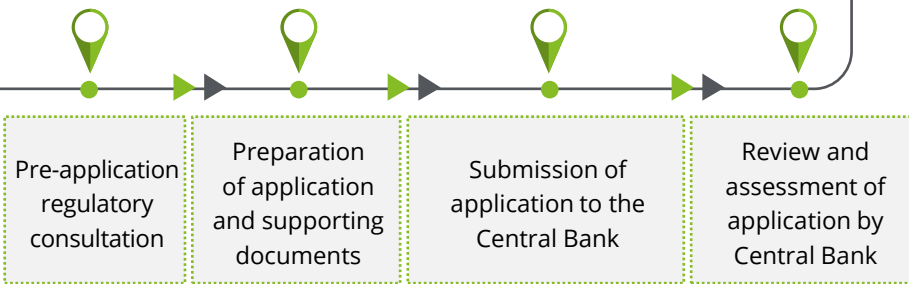 Pre-application
regulatory
consultation
Preparation
of application
and supporting
documents
Submission of
application to the
Central Bank
Review and
assessment of
application by
Central Bank